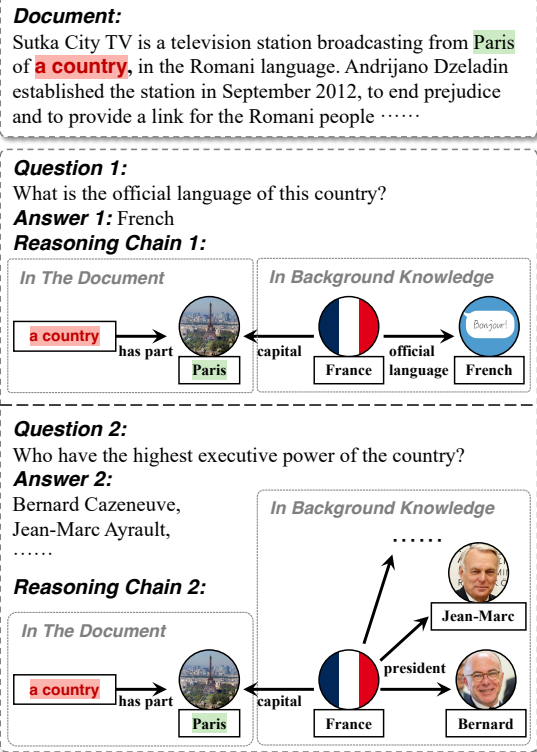 Document:
Sutka City TV is a television station broadcasting from Paris
of a country, in the Romani language. Andrijano Dzeladin
established the station in September 2012, to end prejudice
and to provide a link for the Romani people ······
Question 1:
What is the official language of this country?
Answer 1: French
Reasoning Chain 1:
In The Document
In Background Knowledge
a country
has part
Paris
capital
France
official
language
Bonjour!
French
Question 2:
Who have the highest executive power of the country?
Answer 2:
Bernard Cazeneuve,
Jean-Marc Ayrault,
······
In Background Knowledge
······
Reasoning Chain 2:
Jean-Marc
In The Document
a country
has part
Paris
capital
France
president
Bernard